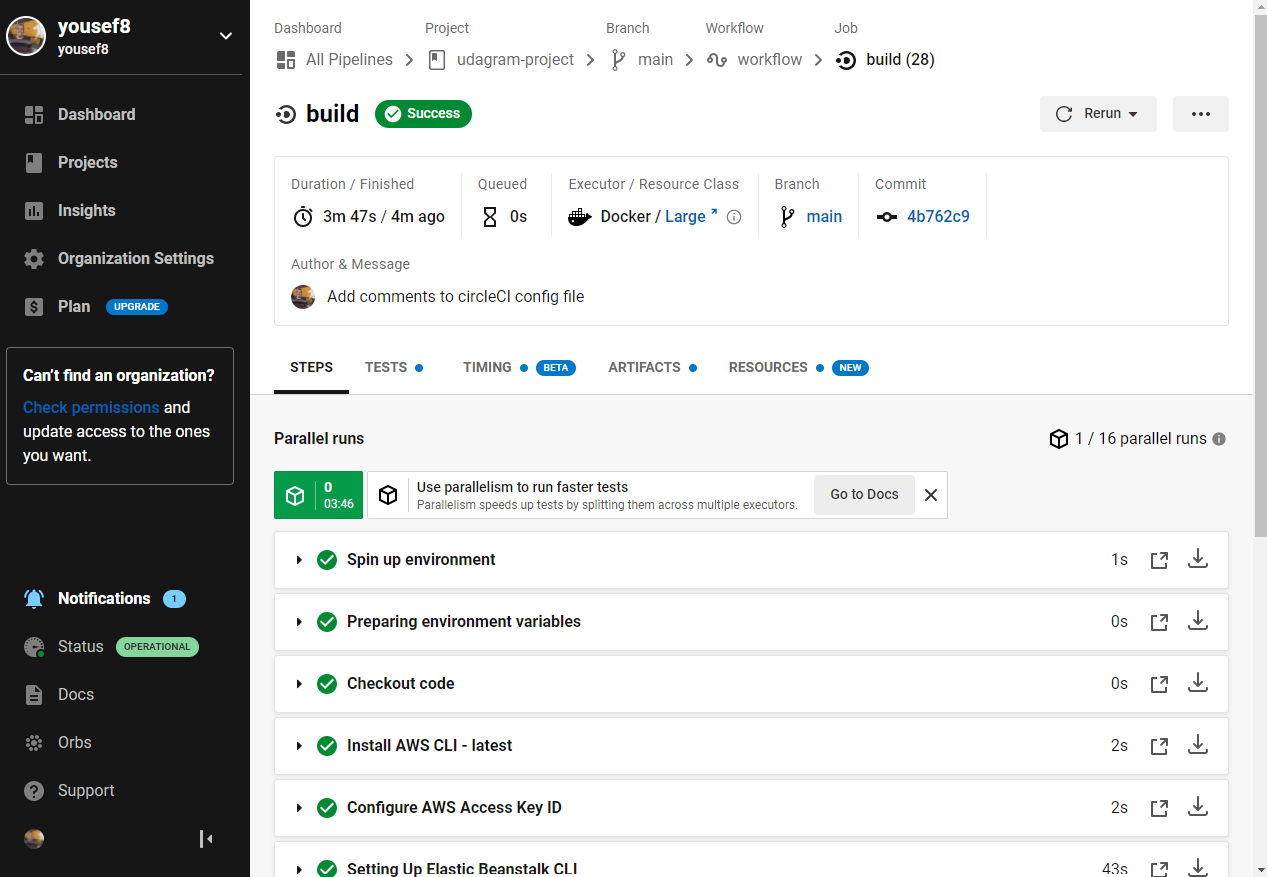 yousef8
yousef8
Dashboard
Projects
Insights
Organization Settings
Plan UPGRADE
Can't find an organization?
Check permissions and
update access to the ones
you want.
Notifications 1
Status OPERATIONAL
Docs
Orbs
Support
Dashboard Project Branch Workflow Job
All Pipelines udagram-project main workflow build (28)
build Success Rerun
Duration / Finished Queued Executor / Resource Class Branch Commit
3m 47s / 4m ago 0s Docker / Large main 4b762c9
Author & Message
Add comments to circleCI config file
STEPS TESTS TIMING BETA ARTIFACTS RESOURCES NEW
Parallel runs 1 / 16 parallel runs
0
03:46
Use parallelism to run faster tests
Parallelism speeds up tests by splitting them across multiple executors.
Go to Docs
Spin up environment 1s
Preparing environment variables 0s
Checkout code 0s
Install AWS CLI - latest 2s
Configure AWS Access Key ID 2s
Setting Up Elastic Beanstalk CLI 43s